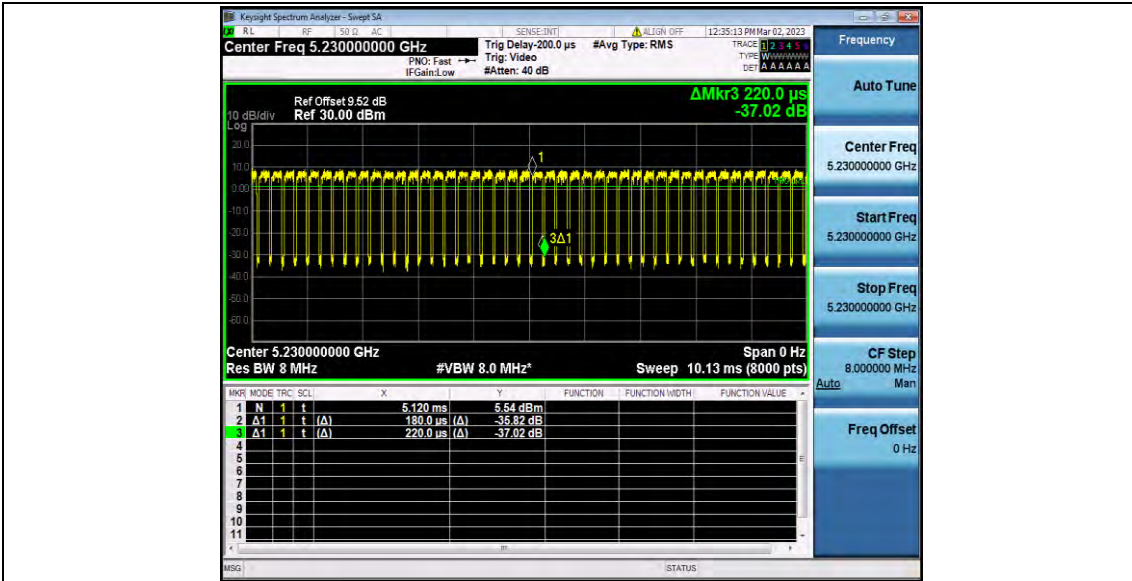 Keysight Spectrum Analyzer - Swept SA
RL RF 50 Ω AC SENSE:INT ALIGN OFF 12:35:13 PM Mar 02, 2023
Center Freq 5.230000000 GHz Trig Delay-200.0 µs #Avg Type: RMS TRACE 1 2 3 4 5 6
PNO: Fast Trig: Video TYPE W
IFGain:Low #Atten: 40 dB DET A A A A A A
Frequency
Auto Tune
Center Freq
5.230000000 GHz
Start Freq
5.230000000 GHz
Stop Freq
5.230000000 GHz
CF Step
8.000000 MHz
Auto Man
Freq Offset
0 Hz
ΔMkr3 220.0 µs
-37.02 dB
Ref Offset 9.52 dB
10 dB/div Ref 30.00 dBm
Log
20.0
10.0
0.00
-10.0
-20.0
-30.0
-40.0
-50.0
-60.0
1
3Δ1
Center 5.230000000 GHz Span 0 Hz
Res BW 8 MHz #VBW 8.0 MHz* Sweep 10.13 ms (8000 pts)
MKR MODE TRC SCL X Y FUNCTION FUNCTION WIDTH FUNCTION VALUE
1 N 1 t 5.120 ms 5.54 dBm
2 Δ1 1 t (Δ) 180.0 µs (Δ) -35.82 dB
3 Δ1 1 t (Δ) 220.0 µs (Δ) -37.02 dB
4
5
6
7
8
9
10
11
MSG STATUS